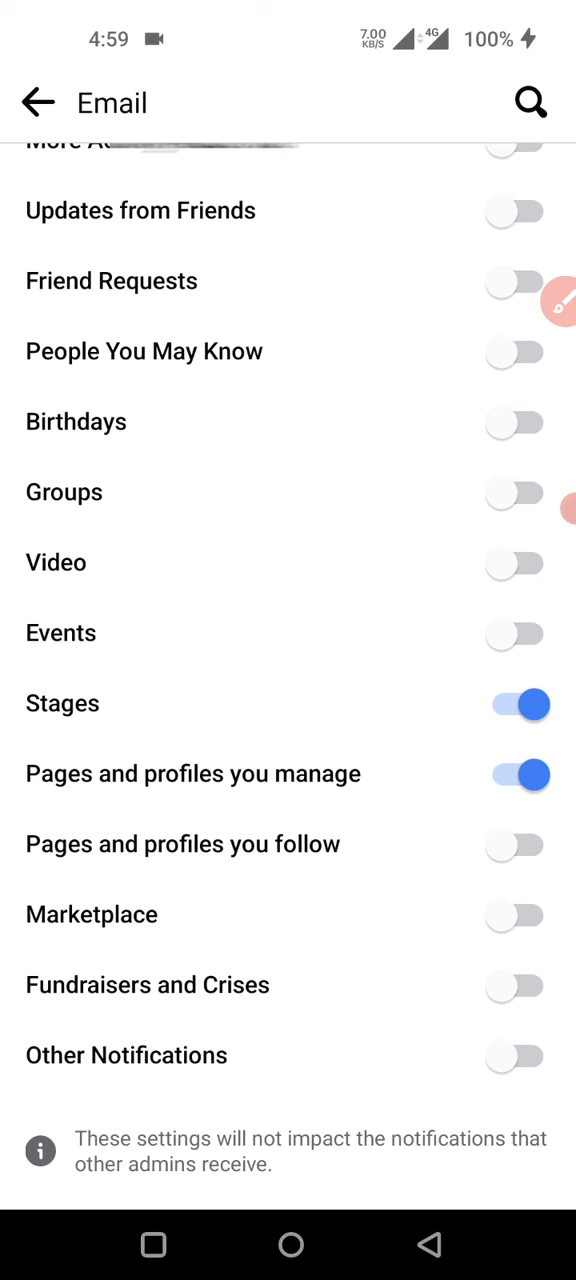 4:59
7.00 KB/S 4G 100%
Email
Updates from Friends
Friend Requests
People You May Know
Birthdays
Groups
Video
Events
Stages
Pages and profiles you manage
Pages and profiles you follow
Marketplace
Fundraisers and Crises
Other Notifications
These settings will not impact the notifications that
other admins receive.